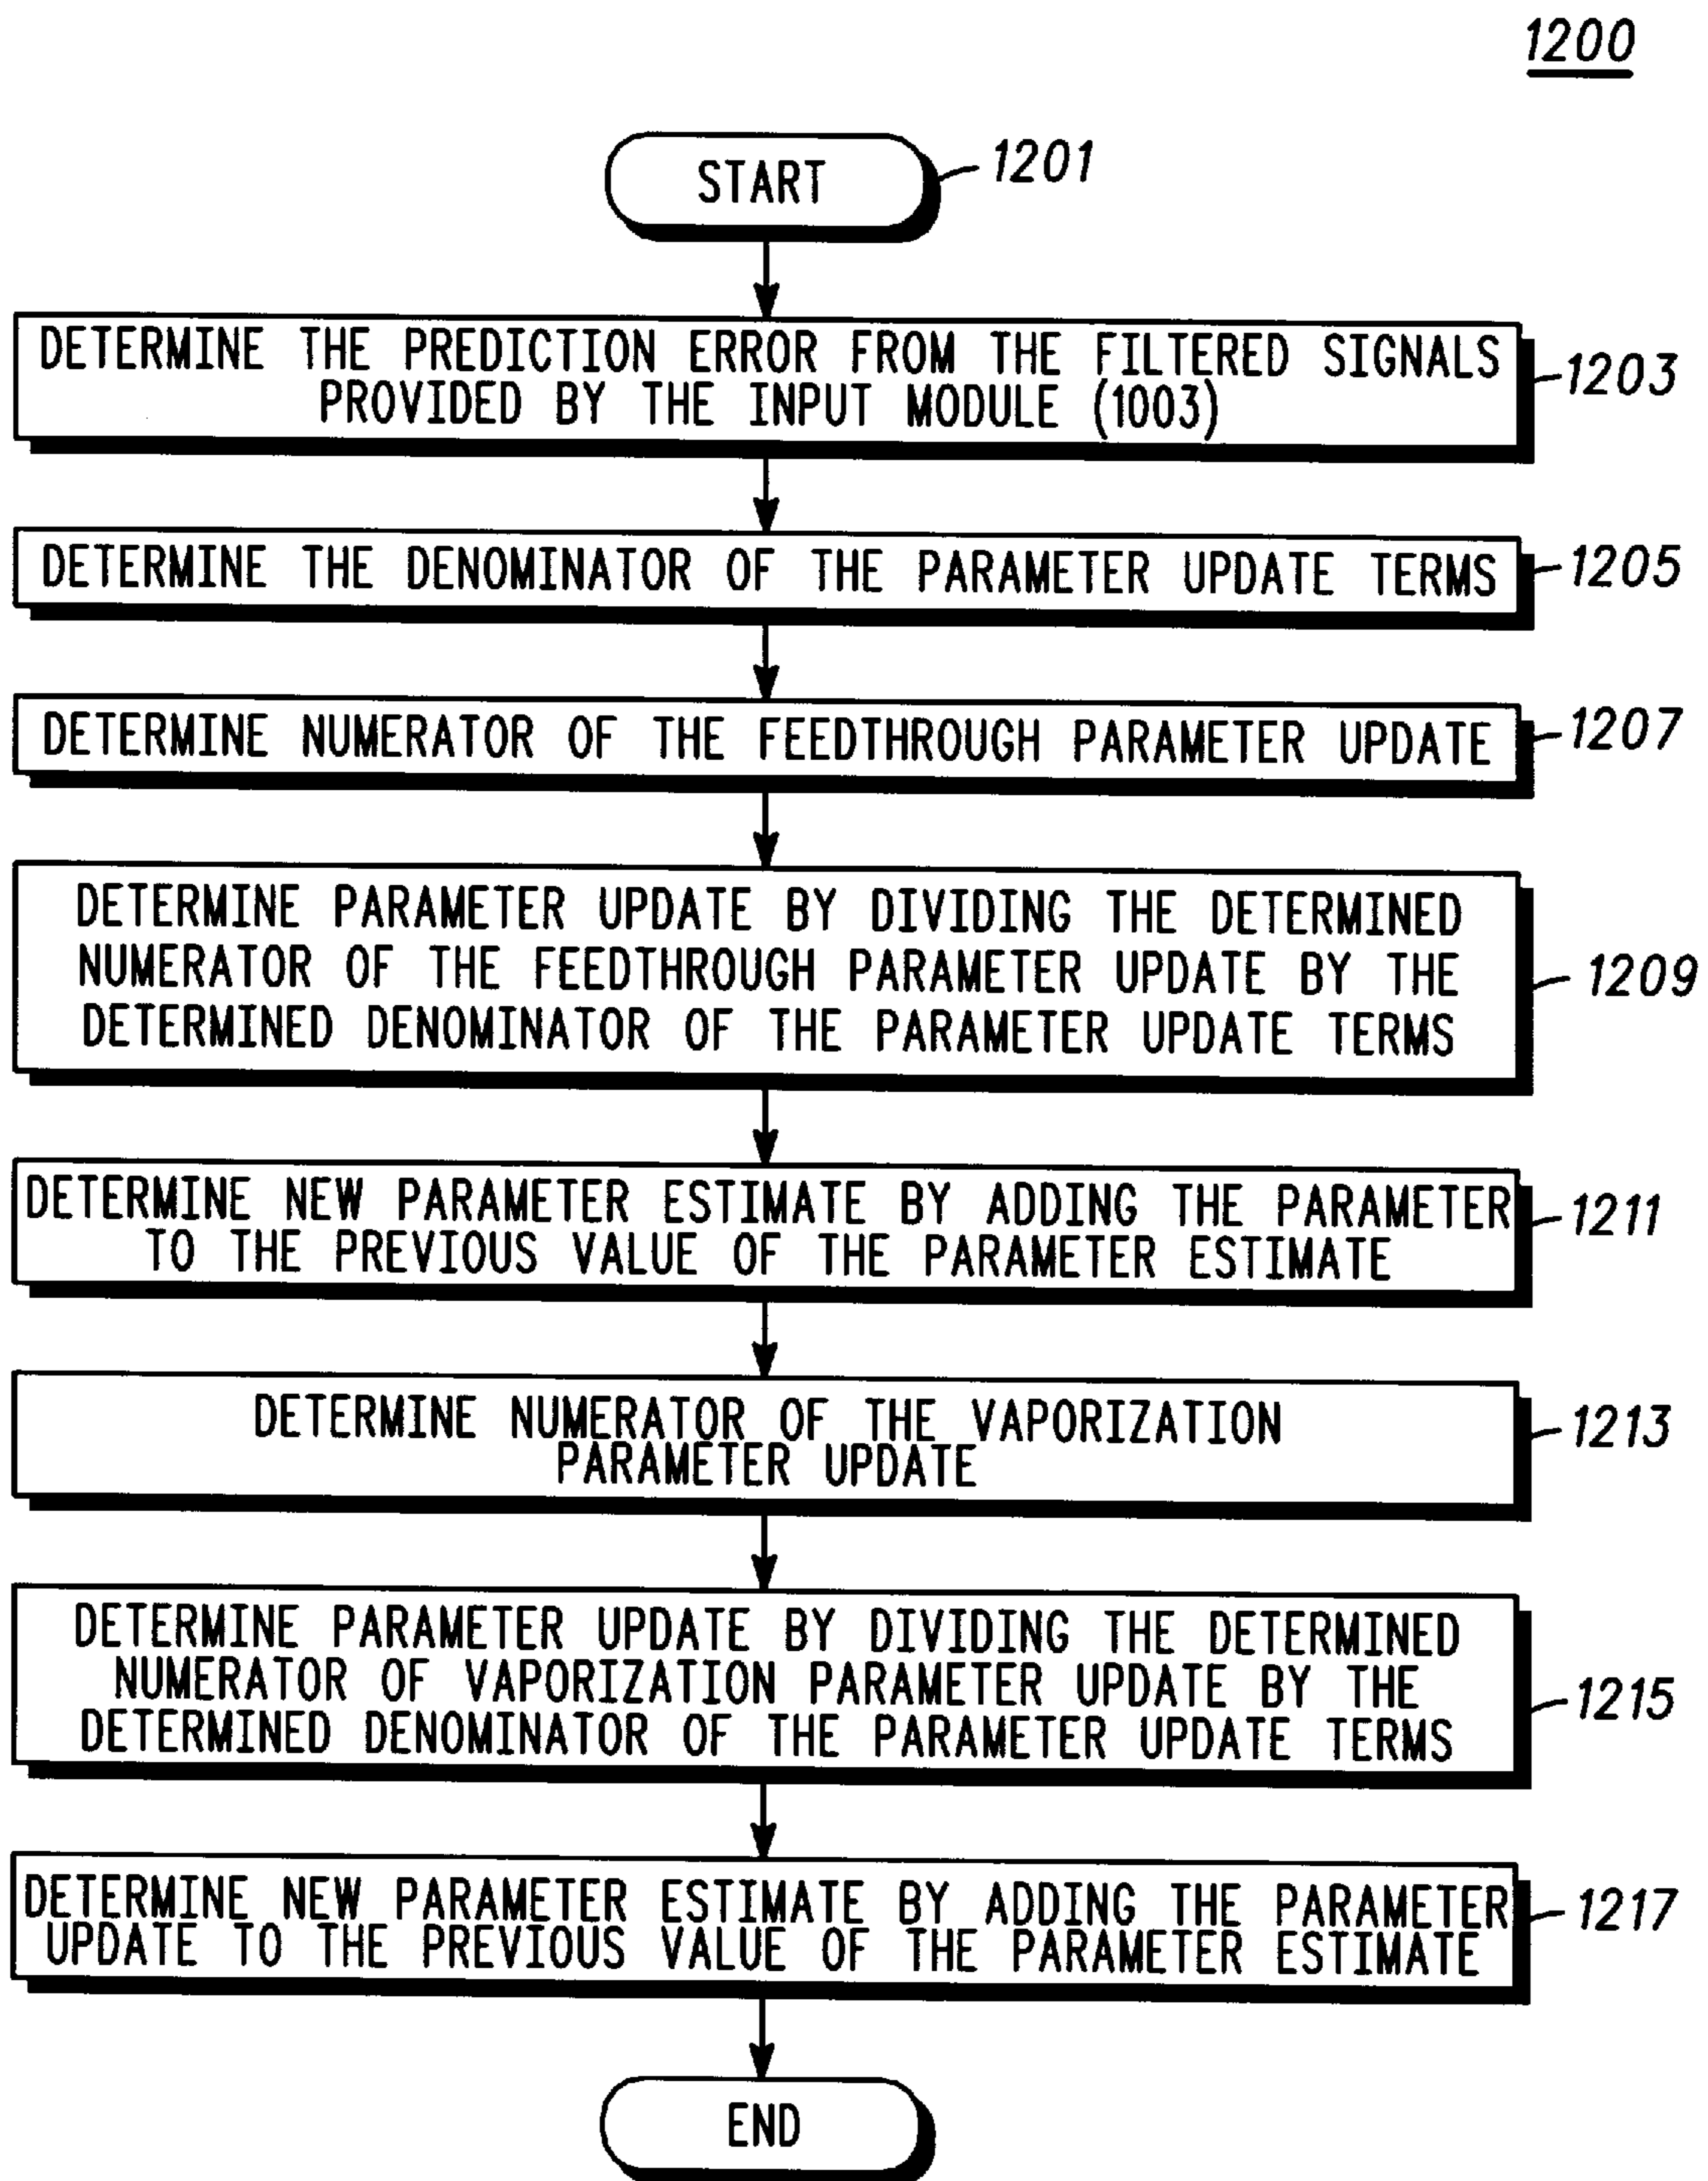 1200
START
1201
DETERMINE THE PREDICTION ERROR FROM THE FILTERED SIGNALS
PROVIDED BY THE INPUT MODULE (1003)
1203
DETERMINE THE DENOMINATOR OF THE PARAMETER UPDATE TERMS
1205
DETERMINE NUMERATOR OF THE FEEDTHROUGH PARAMETER UPDATE
1207
DETERMINE PARAMETER UPDATE BY DIVIDING THE DETERMINED
NUMERATOR OF THE FEEDTHROUGH PARAMETER UPDATE BY THE
DETERMINED DENOMINATOR OF THE PARAMETER UPDATE TERMS
1209
DETERMINE NEW PARAMETER ESTIMATE BY ADDING THE PARAMETER
TO THE PREVIOUS VALUE OF THE PARAMETER ESTIMATE
1211
DETERMINE NUMERATOR OF THE VAPORIZATION
PARAMETER UPDATE
1213
DETERMINE PARAMETER UPDATE BY DIVIDING THE DETERMINED
NUMERATOR OF VAPORIZATION PARAMETER UPDATE BY THE
DETERMINED DENOMINATOR OF THE PARAMETER UPDATE TERMS
1215
DETERMINE NEW PARAMETER ESTIMATE BY ADDING THE PARAMETER
UPDATE TO THE PREVIOUS VALUE OF THE PARAMETER ESTIMATE
1217
END